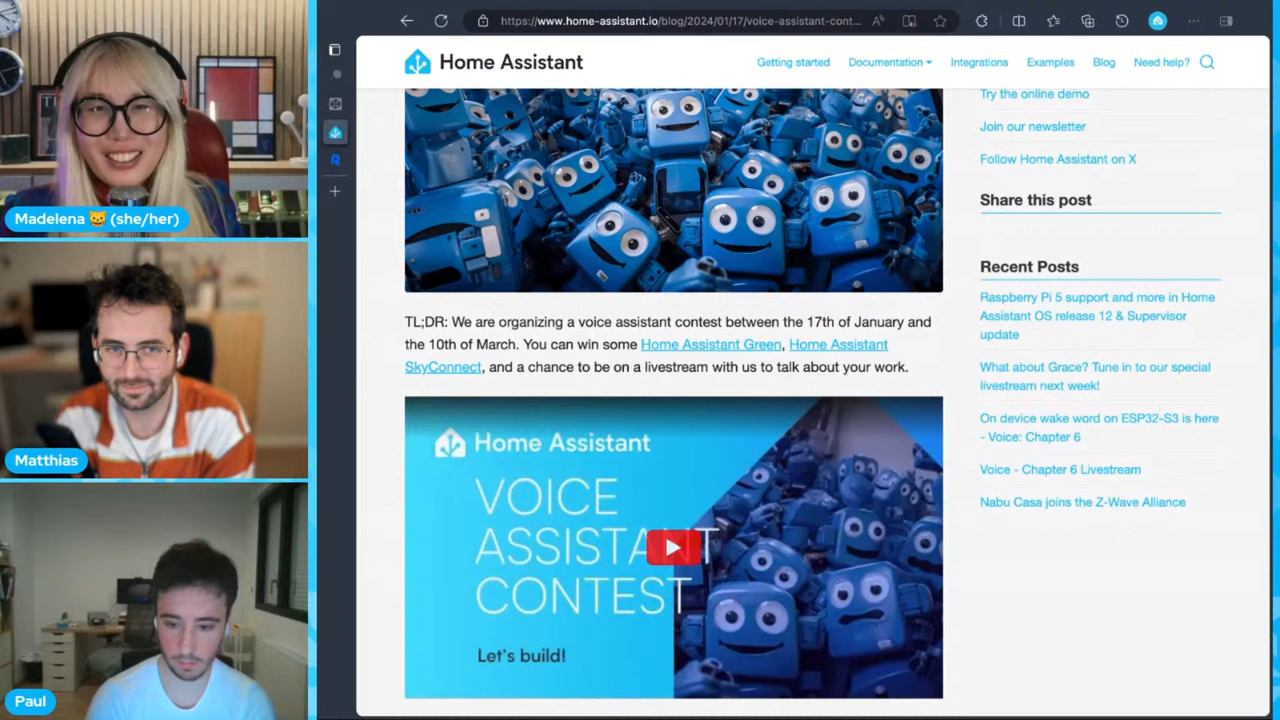 https://www.home-assistant.io/blog/2024/01/17/voice-assistant-cont...
Home Assistant
Getting started
Documentation
Integrations
Examples
Blog
Need help?
Madelena 😺 (she/her)
Matthias
Paul
TL;DR: We are organizing a voice assistant contest between the 17th of January and
the 10th of March. You can win some Home Assistant Green, Home Assistant
SkyConnect, and a chance to be on a livestream with us to talk about your work.
Home Assistant
VOICE
ASSISTANT
CONTEST
Let's build!
Try the online demo
Join our newsletter
Follow Home Assistant on X
Share this post
Recent Posts
Raspberry Pi 5 support and more in Home
Assistant OS release 12 & Supervisor
update
What about Grace? Tune in to our special
livestream next week!
On device wake word on ESP32-S3 is here
- Voice: Chapter 6
Voice - Chapter 6 Livestream
Nabu Casa joins the Z-Wave Alliance